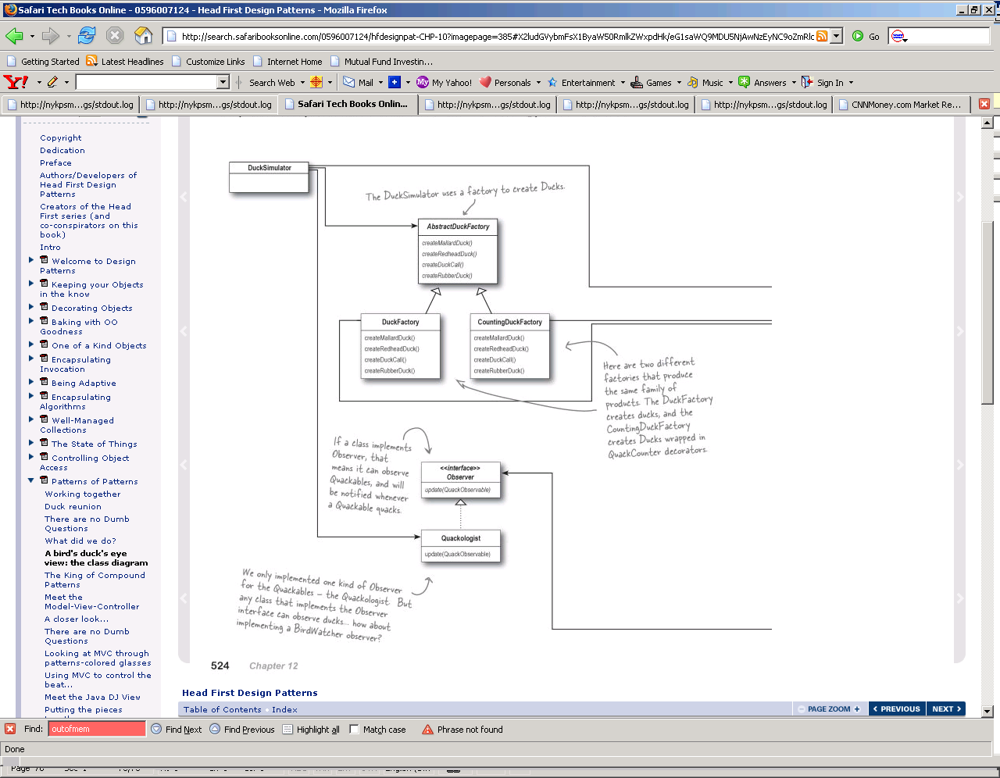 Safari Tech Books Online - 0596007124 - Head First Design Patterns - Mozilla Firefox
http://search.safaribooksonline.com/0596007124/hfdesignpat-CHP-10?imagepage=385#X2ludGVybmFsX1ByaW50RmlkZWxpdHk/eG1saWQ9MDU5NjAwNzEyNC9oZmRlc
Go
Getting Started Latest Headlines Customize Links Internet Home Mutual Fund Investin...
Y! Search Web Mail My Yahoo! Personals Entertainment Games Music Answers Sign In
http://nykpsm...gs/stdout.log http://nykpsm...gs/stdout.log Safari Tech Books Onlin... http://nykpsm...gs/stdout.log http://nykpsm...gs/stdout.log http://nykpsm...gs/stdout.log CNNMoney.com Market Re...
Copyright
Dedication
Preface
Authors/Developers of
Head First Design
Patterns
Creators of the Head
First series (and
co-conspirators on this
book)
Intro
Welcome to Design
Patterns
Keeping your Objects
in the know
Decorating Objects
Baking with OO
Goodness
One of a Kind Objects
Encapsulating
Invocation
Being Adaptive
Encapsulating
Algorithms
Well-Managed
Collections
The State of Things
Controlling Object
Access
Patterns of Patterns
Working together
Duck reunion
There are no Dumb
Questions
What did we do?
A bird's duck's eye
view: the class diagram
The King of Compound
Patterns
Meet the
Model-View-Controller
A closer look...
There are no Dumb
Questions
Looking at MVC through
patterns-colored glasses
Using MVC to control the
beat...
Meet the Java DJ View
Putting the pieces
DuckSimulator
The DuckSimulator uses a factory to create Ducks.
AbstractDuckFactory
createMallardDuck()
createRedheadDuck()
createDuckCall()
createRubberDuck()
DuckFactory
createMallardDuck()
createRedheadDuck()
createDuckCall()
createRubberDuck()
CountingDuckFactory
createMallardDuck()
createRedheadDuck()
createDuckCall()
createRubberDuck()
Here are two different
factories that produce
the same family of
products. The DuckFactory
creates ducks, and the
CountingDuckFactory
creates Ducks wrapped in
QuackCounter decorators.
If a class implements
Observer, that
means it can observe
Quackables, and will
be notified whenever
a Quackable quacks.
<<interface>>
Observer
update(QuackObservable)
Quackologist
update(QuackObservable)
We only implemented one kind of Observer
for the Quackables – the Quackologist. But
any class that implements the Observer
interface can observe ducks... how about
implementing a BirdWatcher observer?
524 Chapter 12
Head First Design Patterns
Table of Contents Index
PAGE ZOOM + PREVIOUS NEXT
Find: outofmem Find Next Find Previous Highlight all Match case Phrase not found
Done